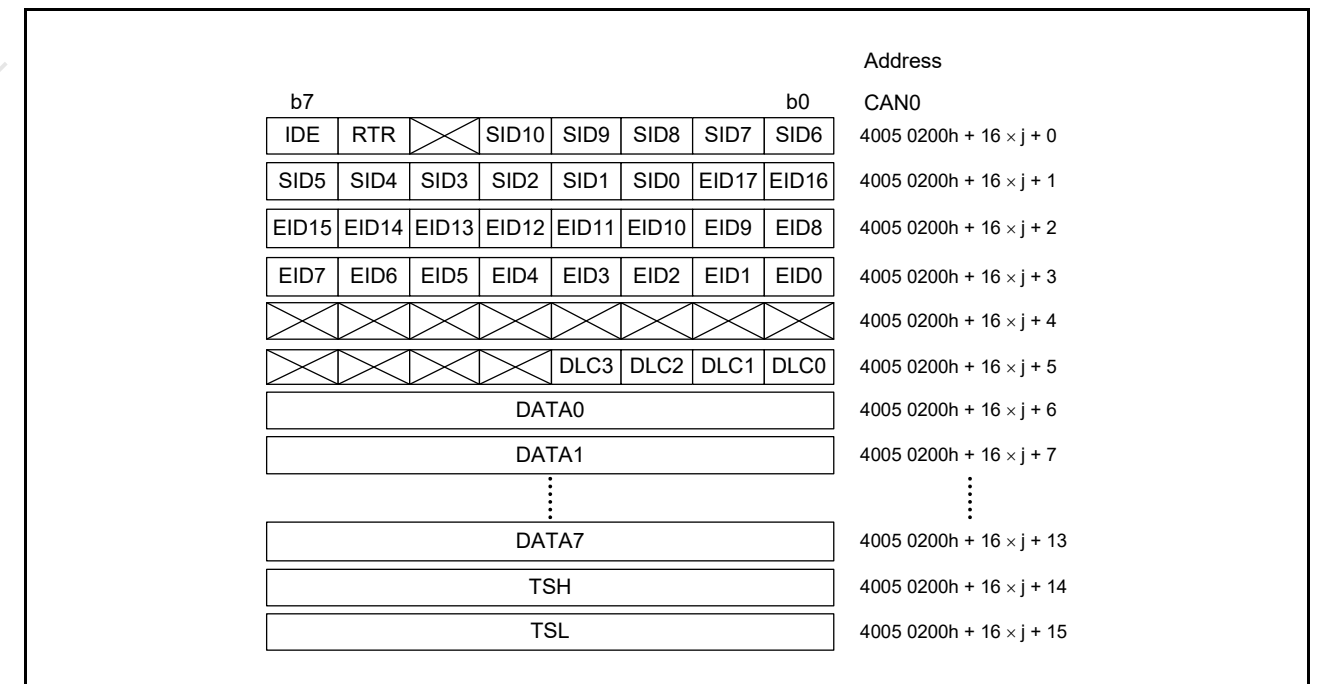 Address
b7 b0 CAN0
IDE RTR SID10 SID9 SID8 SID7 SID6 4005 0200h + 16 × j + 0
SID5 SID4 SID3 SID2 SID1 SID0 EID17 EID16 4005 0200h + 16 × j + 1
EID15 EID14 EID13 EID12 EID11 EID10 EID9 EID8 4005 0200h + 16 × j + 2
EID7 EID6 EID5 EID4 EID3 EID2 EID1 EID0 4005 0200h + 16 × j + 3
4005 0200h + 16 × j + 4
DLC3 DLC2 DLC1 DLC0 4005 0200h + 16 × j + 5
DATA0 4005 0200h + 16 × j + 6
DATA1 4005 0200h + 16 × j + 7
DATA7 4005 0200h + 16 × j + 13
TSH 4005 0200h + 16 × j + 14
TSL 4005 0200h + 16 × j + 15